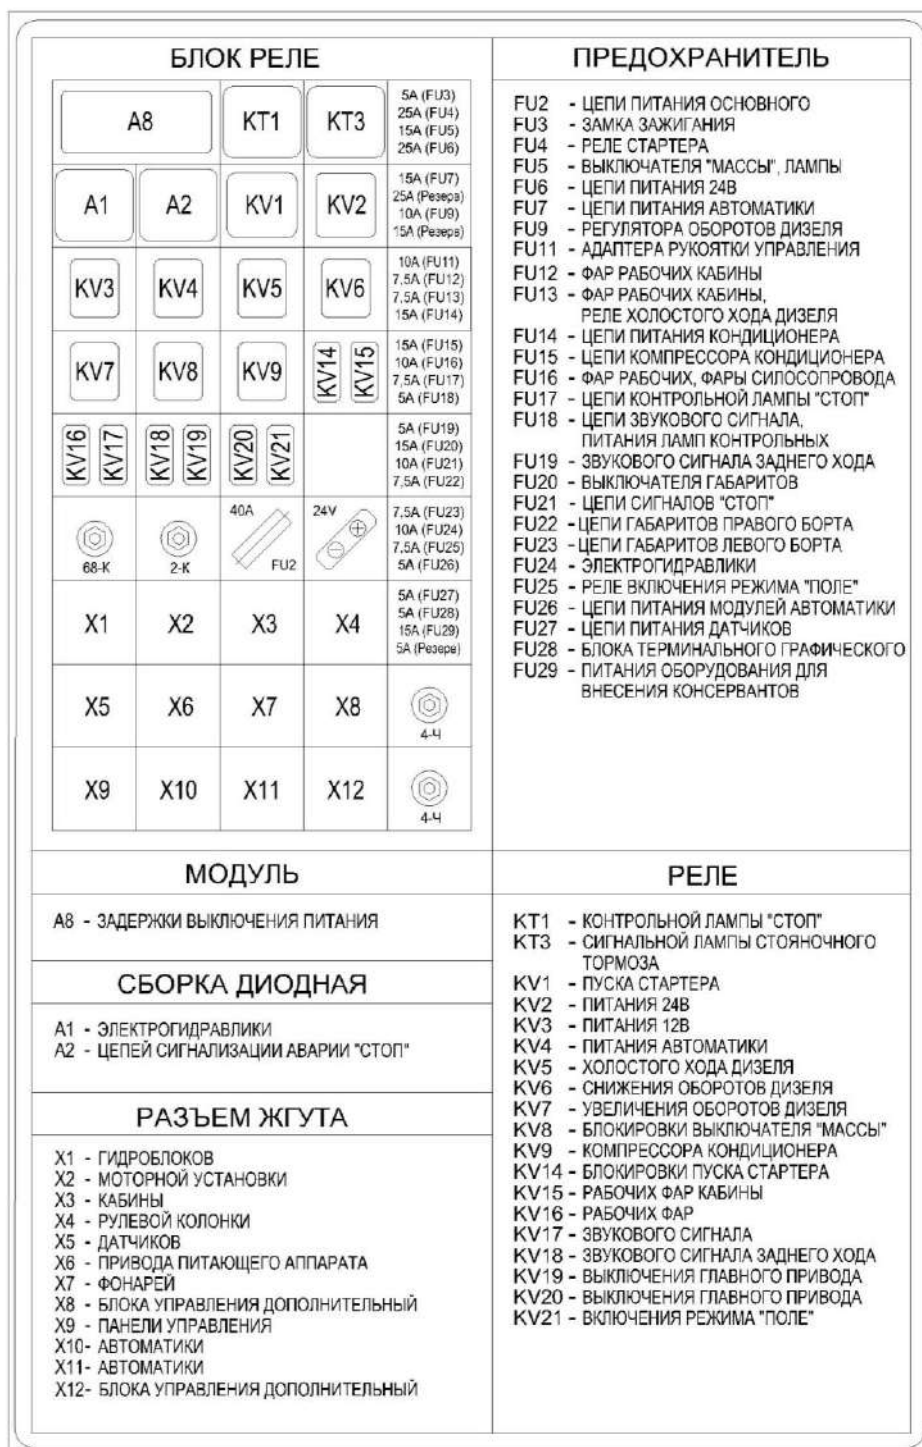 БЛОК РЕЛЕ
A8
KT1
KT3
5A (FU3)
25A (FU4)
15A (FU5)
25A (FU6)
A1
A2
KV1
KV2
15A (FU7)
25A (Резерв)
10A (FU9)
15A (Резерв)
KV3
KV4
KV5
KV6
10A (FU11)
7,5A (FU12)
7,5A (FU13)
15A (FU14)
KV7
KV8
KV9
KV14
KV15
15A (FU15)
10A (FU16)
7,5A (FU17)
5A (FU18)
KV16
KV17
KV18
KV19
KV20
KV21
5A (FU19)
15A (FU20)
10A (FU21)
7,5A (FU22)
68-К
2-К
40A
FU2
24V
7,5A (FU23)
10A (FU24)
7,5A (FU25)
5A (FU26)
X1
X2
X3
X4
5A (FU27)
5A (FU28)
15A (FU29)
5A (Резерв)
X5
X6
X7
X8
4-Ч
X9
X10
X11
X12
4-Ч
ПРЕДОХРАНИТЕЛЬ
FU2 - ЦЕПИ ПИТАНИЯ ОСНОВНОГО
FU3 - ЗАМКА ЗАЖИГАНИЯ
FU4 - РЕЛЕ СТАРТЕРА
FU5 - ВЫКЛЮЧАТЕЛЯ "МАССЫ", ЛАМПЫ
FU6 - ЦЕПИ ПИТАНИЯ 24В
FU7 - ЦЕПИ ПИТАНИЯ АВТОМАТИКИ
FU9 - РЕГУЛЯТОРА ОБОРОТОВ ДИЗЕЛЯ
FU11 - АДАПТЕРА РУКОЯТКИ УПРАВЛЕНИЯ
FU12 - ФАР РАБОЧИХ КАБИНЫ
FU13 - ФАР РАБОЧИХ КАБИНЫ,
РЕЛЕ ХОЛОСТОГО ХОДА ДИЗЕЛЯ
FU14 - ЦЕПИ ПИТАНИЯ КОНДИЦИОНЕРА
FU15 - ЦЕПИ КОМПРЕССОРА КОНДИЦИОНЕРА
FU16 - ФАР РАБОЧИХ, ФАРЫ СИЛОСОПРОВОДА
FU17 - ЦЕПИ КОНТРОЛЬНОЙ ЛАМПЫ "СТОП"
FU18 - ЦЕПИ ЗВУКОВОГО СИГНАЛА,
ПИТАНИЯ ЛАМП КОНТРОЛЬНЫХ
FU19 - ЗВУКОВОГО СИГНАЛА ЗАДНЕГО ХОДА
FU20 - ВЫКЛЮЧАТЕЛЯ ГАБАРИТОВ
FU21 - ЦЕПИ СИГНАЛОВ "СТОП"
FU22 -ЦЕПИ ГАБАРИТОВ ПРАВОГО БОРТА
FU23 -ЦЕПИ ГАБАРИТОВ ЛЕВОГО БОРТА
FU24 - ЭЛЕКТРОГИДРАВЛИКИ
FU25 - РЕЛЕ ВКЛЮЧЕНИЯ РЕЖИМА "ПОЛЕ"
FU26 - ЦЕПИ ПИТАНИЯ МОДУЛЕЙ АВТОМАТИКИ
FU27 - ЦЕПИ ПИТАНИЯ ДАТЧИКОВ
FU28 - БЛОКА ТЕРМИНАЛЬНОГО ГРАФИЧЕСКОГО
FU29 - ПИТАНИЯ ОБОРУДОВАНИЯ ДЛЯ
ВНЕСЕНИЯ КОНСЕРВАНТОВ
МОДУЛЬ
A8 - ЗАДЕРЖКИ ВЫКЛЮЧЕНИЯ ПИТАНИЯ
СБОРКА ДИОДНАЯ
A1 - ЭЛЕКТРОГИДРАВЛИКИ
A2 - ЦЕПЕЙ СИГНАЛИЗАЦИИ АВАРИИ "СТОП"
РАЗЪЕМ ЖГУТА
X1 - ГИДРОБЛОКОВ
X2 - МОТОРНОЙ УСТАНОВКИ
X3 - КАБИНЫ
X4 - РУЛЕВОЙ КОЛОНКИ
X5 - ДАТЧИКОВ
X6 - ПРИВОДА ПИТАЮЩЕГО АППАРАТА
X7 - ФОНАРЕЙ
X8 - БЛОКА УПРАВЛЕНИЯ ДОПОЛНИТЕЛЬНЫЙ
X9 - ПАНЕЛИ УПРАВЛЕНИЯ
X10- АВТОМАТИКИ
X11- АВТОМАТИКИ
X12- БЛОКА УПРАВЛЕНИЯ ДОПОЛНИТЕЛЬНЫЙ
РЕЛЕ
KT1 - КОНТРОЛЬНОЙ ЛАМПЫ "СТОП"
KT3 - СИГНАЛЬНОЙ ЛАМПЫ СТОЯНОЧНОГО
ТОРМОЗА
KV1 - ПУСКА СТАРТЕРА
KV2 - ПИТАНИЯ 24В
KV3 - ПИТАНИЯ 12В
KV4 - ПИТАНИЯ АВТОМАТИКИ
KV5 - ХОЛОСТОГО ХОДА ДИЗЕЛЯ
KV6 - СНИЖЕНИЯ ОБОРОТОВ ДИЗЕЛЯ
KV7 - УВЕЛИЧЕНИЯ ОБОРОТОВ ДИЗЕЛЯ
KV8 - БЛОКИРОВКИ ВЫКЛЮЧАТЕЛЯ "МАССЫ"
KV9 - КОМПРЕССОРА КОНДИЦИОНЕРА
KV14 - БЛОКИРОВКИ ПУСКА СТАРТЕРА
KV15 - РАБОЧИХ ФАР КАБИНЫ
KV16 - РАБОЧИХ ФАР
KV17 - ЗВУКОВОГО СИГНАЛА
KV18 - ЗВУКОВОГО СИГНАЛА ЗАДНЕГО ХОДА
KV19 - ВЫКЛЮЧЕНИЯ ГЛАВНОГО ПРИВОДА
KV20 - ВЫКЛЮЧЕНИЯ ГЛАВНОГО ПРИВОДА
KV21 - ВКЛЮЧЕНИЯ РЕЖИМА "ПОЛЕ"